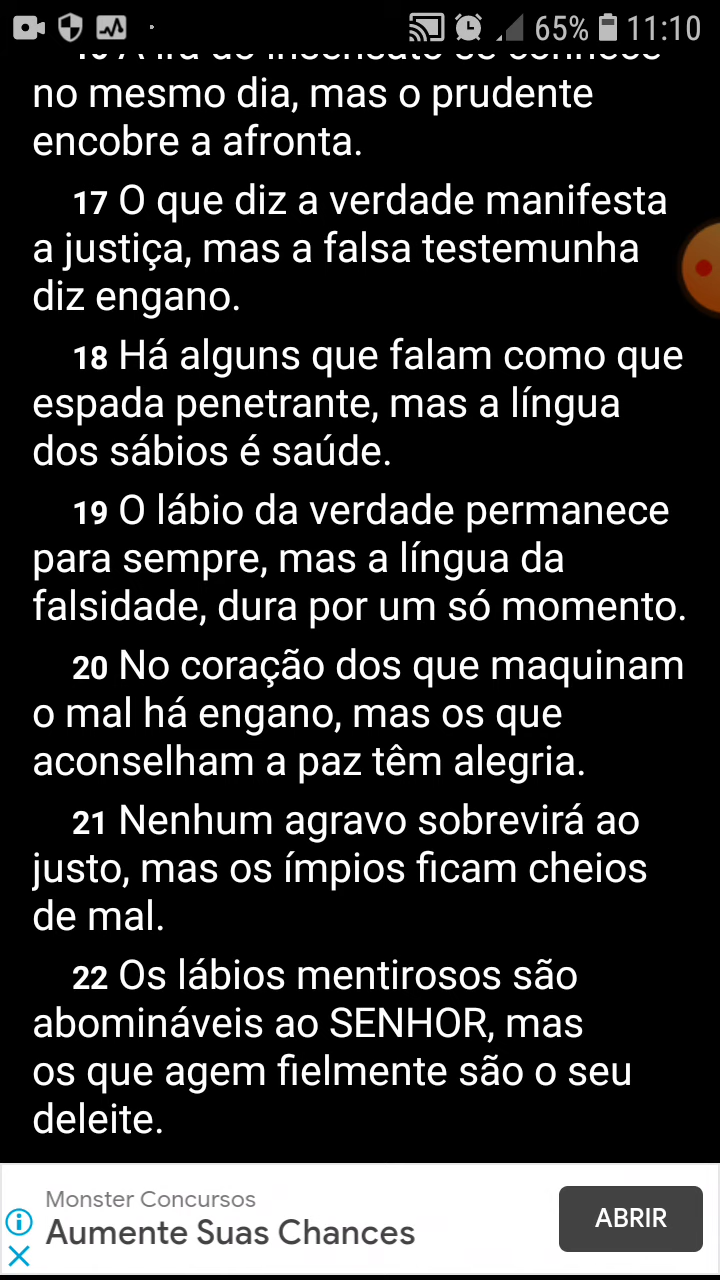 65% 11:10
no mesmo dia, mas o prudente
encobre a afronta.
17 O que diz a verdade manifesta
a justiça, mas a falsa testemunha
diz engano.
18 Há alguns que falam como que
espada penetrante, mas a língua
dos sábios é saúde.
19 O lábio da verdade permanece
para sempre, mas a língua da
falsidade, dura por um só momento.
20 No coração dos que maquinam
o mal há engano, mas os que
aconselham a paz têm alegria.
21 Nenhum agravo sobrevirá ao
justo, mas os ímpios ficam cheios
de mal.
22 Os lábios mentirosos são
abomináveis ao SENHOR, mas
os que agem fielmente são o seu
deleite.
Monster Concursos
Aumente Suas Chances
ABRIR